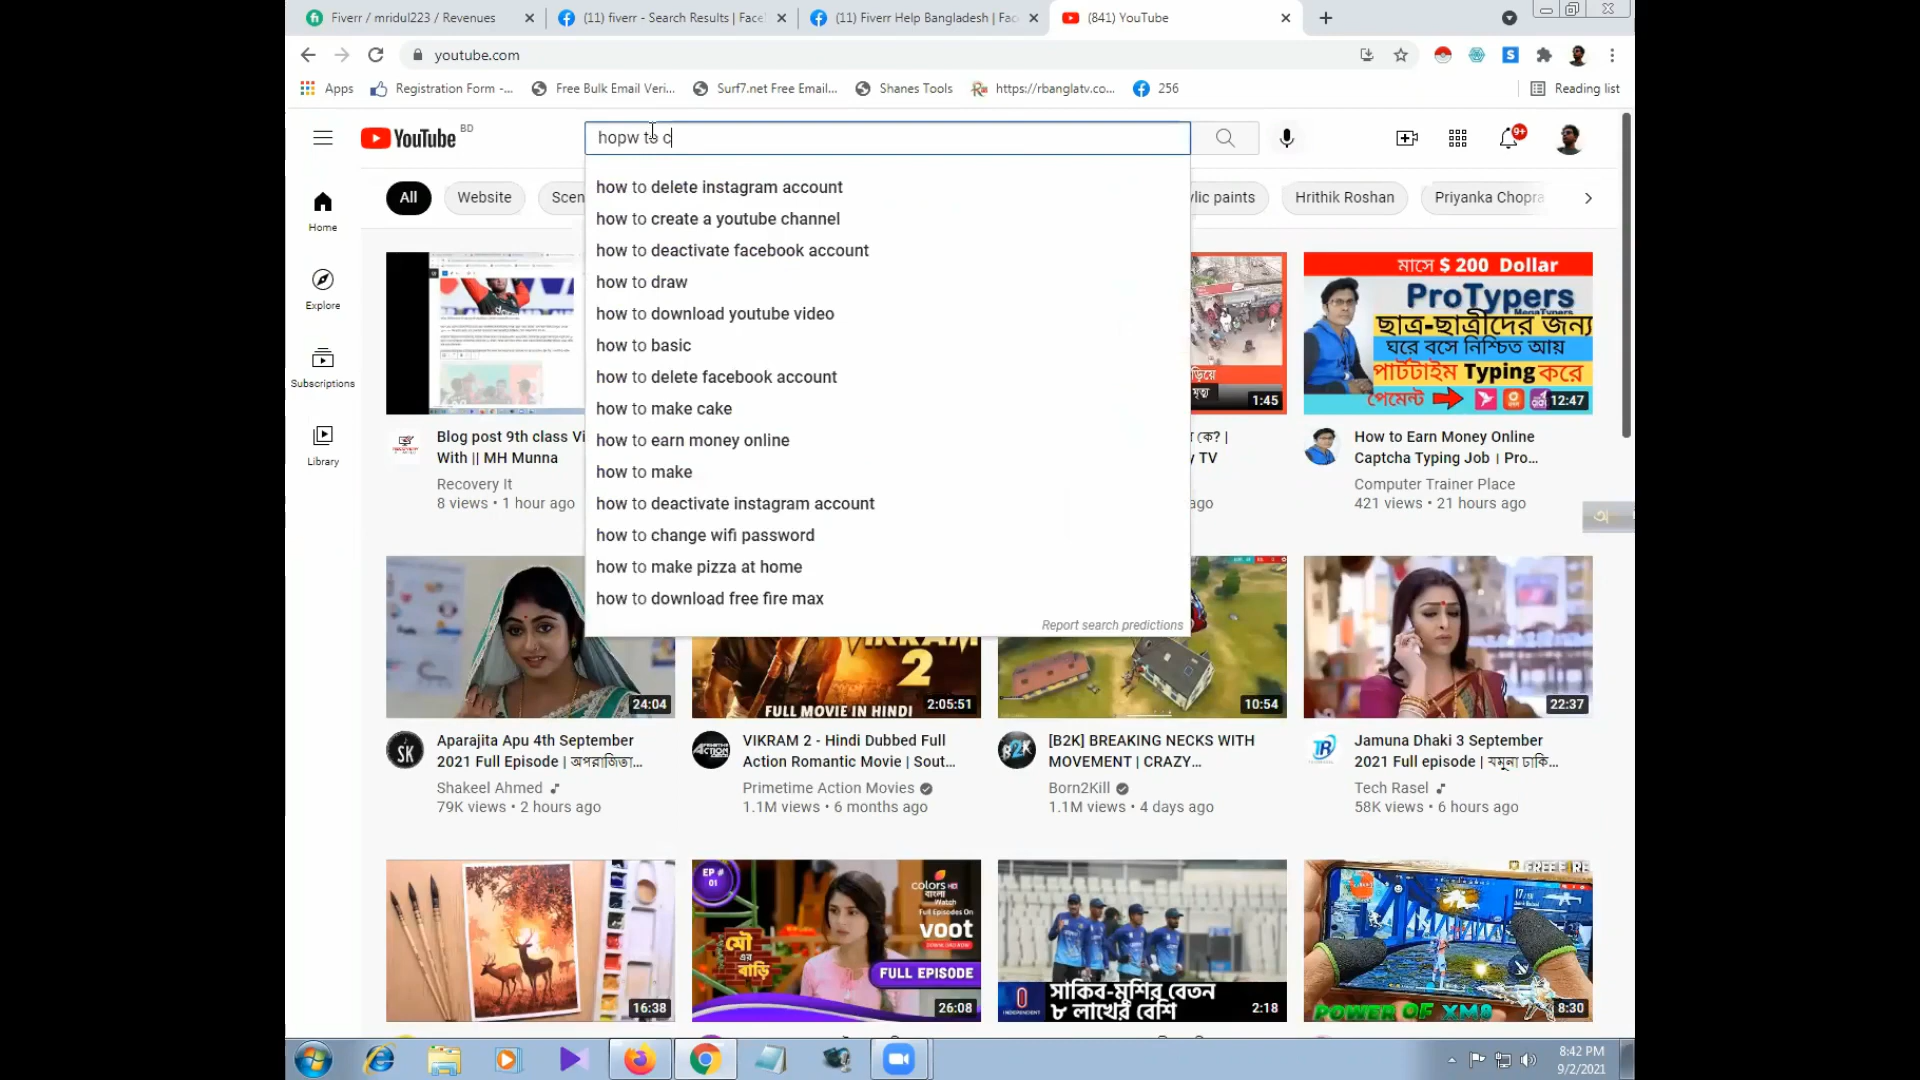 Fiverr / mridul223 / Revenues
(11) fiverr - Search Results | Face
(11) Fiverr Help Bangladesh | Fac
(841) YouTube
youtube.com
Apps
Registration Form -...
Free Bulk Email Veri...
Surf7.net Free Email...
Shanes Tools
https://rbanglatv.co...
256
Reading list
YouTube BD
hopw to c
9+
how to delete instagram account
how to create a youtube channel
how to deactivate facebook account
how to draw
how to download youtube video
how to basic
how to delete facebook account
how to make cake
how to earn money online
how to make
how to deactivate instagram account
how to change wifi password
how to make pizza at home
how to download free fire max
Report search predictions
All
Website
Scen
lic paints
Hrithik Roshan
Priyanka Chopra
Home
Explore
Subscriptions
Library
1:45
মাসে $ 200 Dollar
ProTypers
MegaTypers
ছাত্র-ছাত্রীদের জন্য
ঘরে বসে নিশ্চিত আয়
পার্টটাইম Typing করে
পেমেন্ট
12:47
Blog post 9th class Vi
With || MH Munna
Recovery It
8 views • 1 hour ago
কে? |
y TV
ago
How to Earn Money Online
Captcha Typing Job | Pro...
Computer Trainer Place
421 views • 21 hours ago
অ
24:04
VIKRAM
2
FULL MOVIE IN HINDI
2:05:51
10:54
22:37
SK
Aparajita Apu 4th September
2021 Full Episode | অপরাজিতা...
Shakeel Ahmed
79K views • 2 hours ago
VIKRAM 2 - Hindi Dubbed Full
Action Romantic Movie | Sout...
Primetime Action Movies
1.1M views • 6 months ago
B2K
[B2K] BREAKING NECKS WITH
MOVEMENT | CRAZY...
Born2Kill
1.1M views • 4 days ago
TR
Jamuna Dhaki 3 September
2021 Full episode | যমুনা ঢাকি...
Tech Rasel
58K views • 6 hours ago
16:38
EP #
01
colors HD
বাংলা
Watch
Full Episodes On
voot
মৌ
এর
বাড়ি
FULL EPISODE
26:08
INDEPENDENT
সাকিব-মুশির বেতন
৮ লাখের বেশি
2:18
FREE FIRE
POWER OF XM8
8:30
8:42 PM
9/2/2021